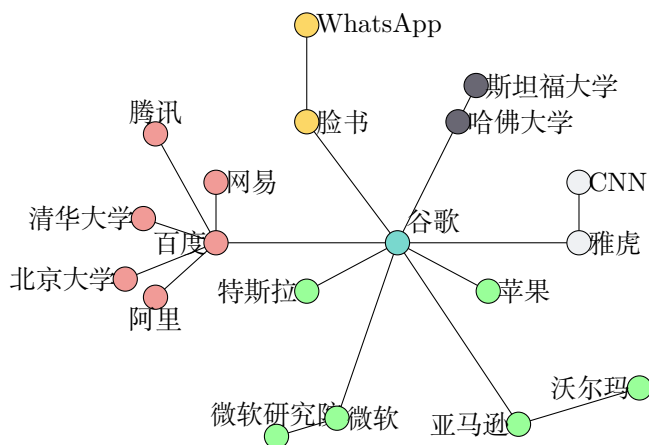 WhatsApp
斯坦福大学
腾讯
脸书
哈佛大学
网易
CNN
清华大学
谷歌
百度
雅虎
北京大学
特斯拉
苹果
阿里
沃尔玛
微软研究院
微软
亚马逊